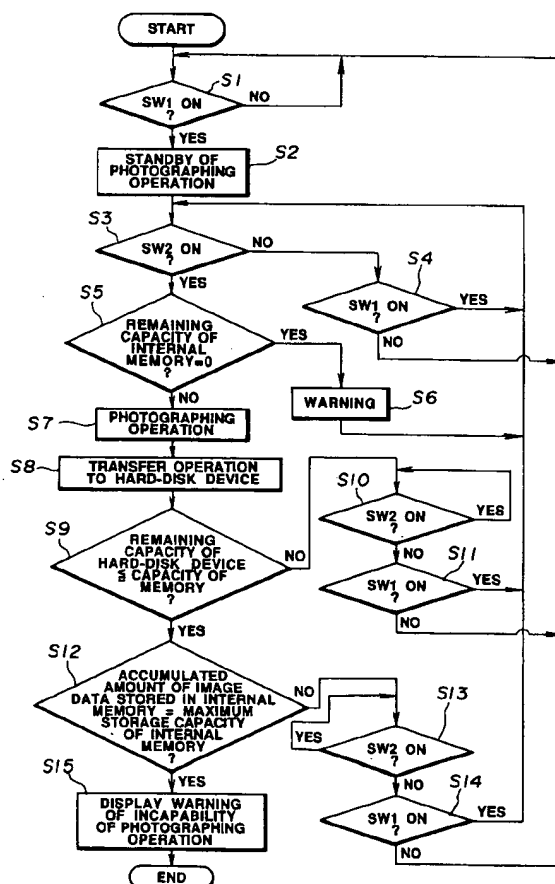 START
S1
SW1 ON
?
NO
YES
S2
STANDBY OF
PHOTOGRAPHING
OPERATION
S3
SW2 ON
?
NO
YES
S4
SW1 ON
?
YES
NO
S5
REMAINING
CAPACITY OF
INTERNAL
MEMORY=0
?
YES
NO
S6
WARNING
S7
PHOTOGRAPHING
OPERATION
S8
TRANSFER OPERATION
TO HARD-DISK DEVICE
S9
REMAINING
CAPACITY OF
HARD-DISK DEVICE
≦ CAPACITY OF
MEMORY
?
NO
YES
S10
SW2 ON
?
YES
NO
S11
SW1 ON
?
YES
NO
S12
ACCUMULATED
AMOUNT OF IMAGE
DATA STORED IN INTERNAL
MEMORY = MAXIMUM
STORAGE CAPACITY
OF INTERNAL
MEMORY
?
NO
YES
S13
SW2 ON
?
YES
NO
S14
SW1 ON
?
YES
NO
S15
DISPLAY WARNING
OF INCAPABILITY
OF PHOTOGRAPHING
OPERATION
END